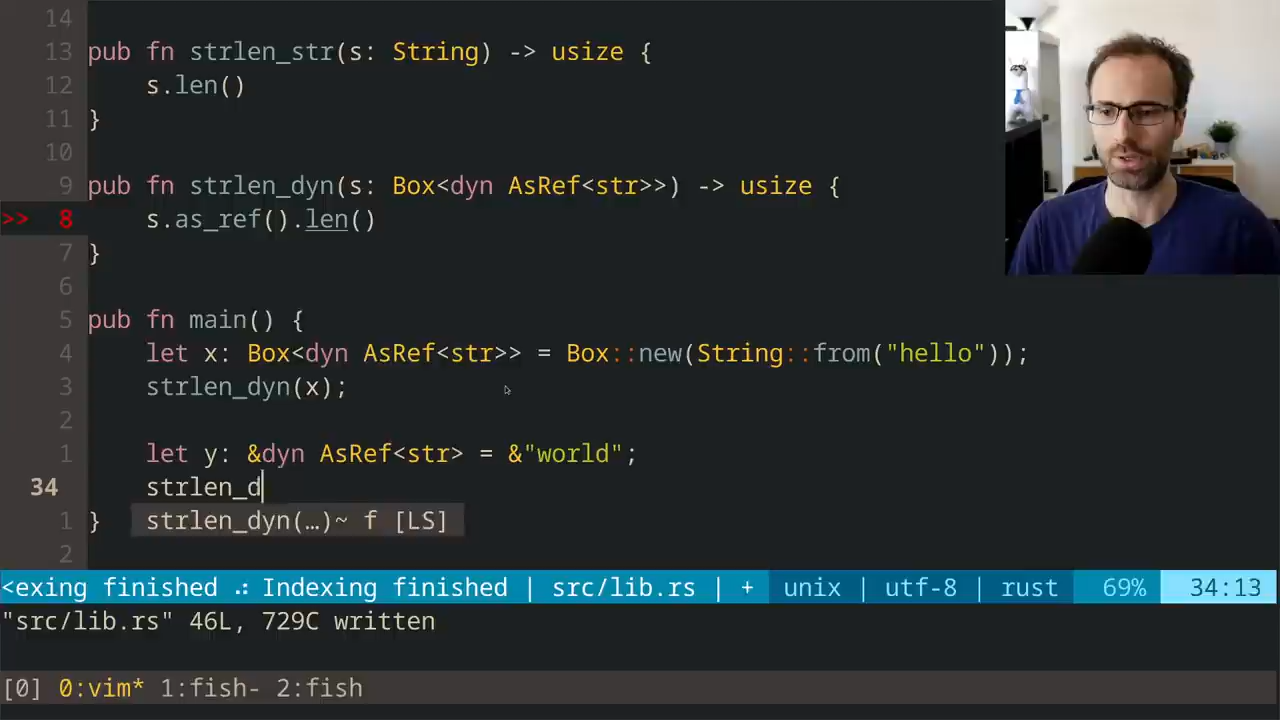 14
13 pub fn strlen_str(s: String) -> usize {
12     s.len()
11 }
10
9 pub fn strlen_dyn(s: Box<dyn AsRef<str>>) -> usize {
>> 8     s.as_ref().len()
7 }
6
5 pub fn main() {
4     let x: Box<dyn AsRef<str>> = Box::new(String::from("hello"));
3     strlen_dyn(x);
2
1     let y: &dyn AsRef<str> = &"world";
34     strlen_d
1 }   strlen_dyn(…)~ f [LS]
2
<exing finished .: Indexing finished | src/lib.rs | + unix | utf-8 | rust 69% 34:13
"src/lib.rs" 46L, 729C written
[0] 0:vim* 1:fish- 2:fish